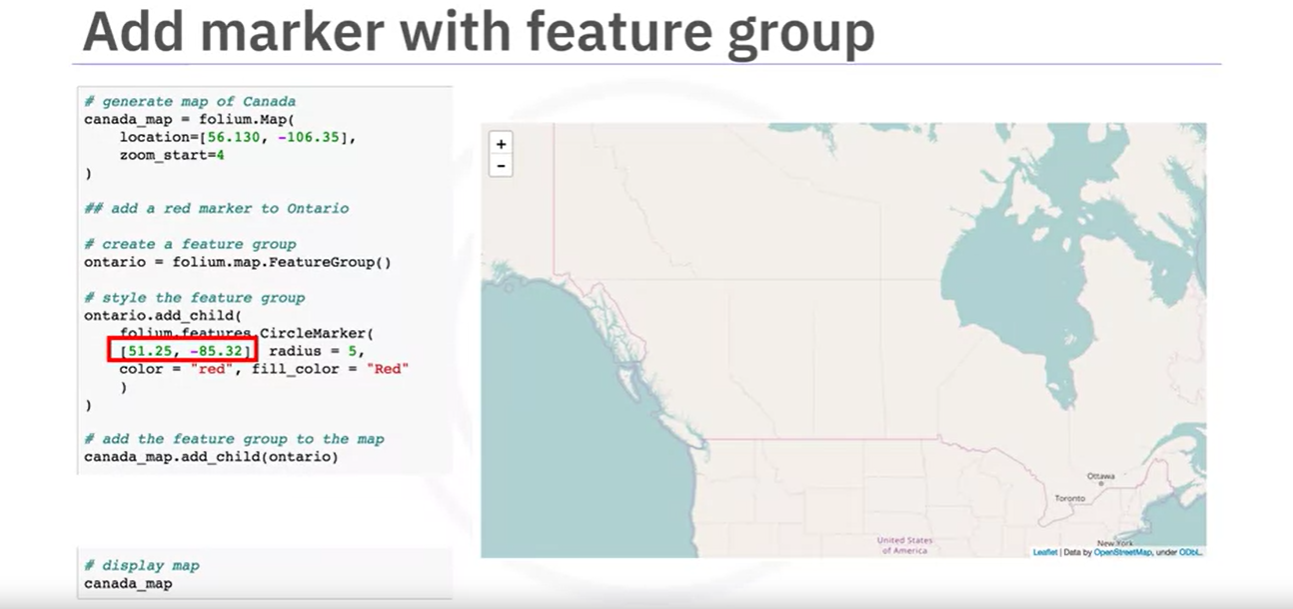 Add marker with feature group
# generate map of Canada
canada_map = folium.Map(
    location=[56.130, -106.35],
    zoom_start=4
)
## add a red marker to Ontario
# create a feature group
ontario = folium.map.FeatureGroup()
# style the feature group
ontario.add_child(
    folium.features.CircleMarker(
    [51.25, -85.32] radius = 5,
    color = "red", fill_color = "Red"
    )
)
# add the feature group to the map
canada_map.add_child(ontario)
# display map
canada_map
+
-
Ottawa
Toronto
United States
of America
New York
Leaflet | Data by OpenStreetMap, under ODbL.